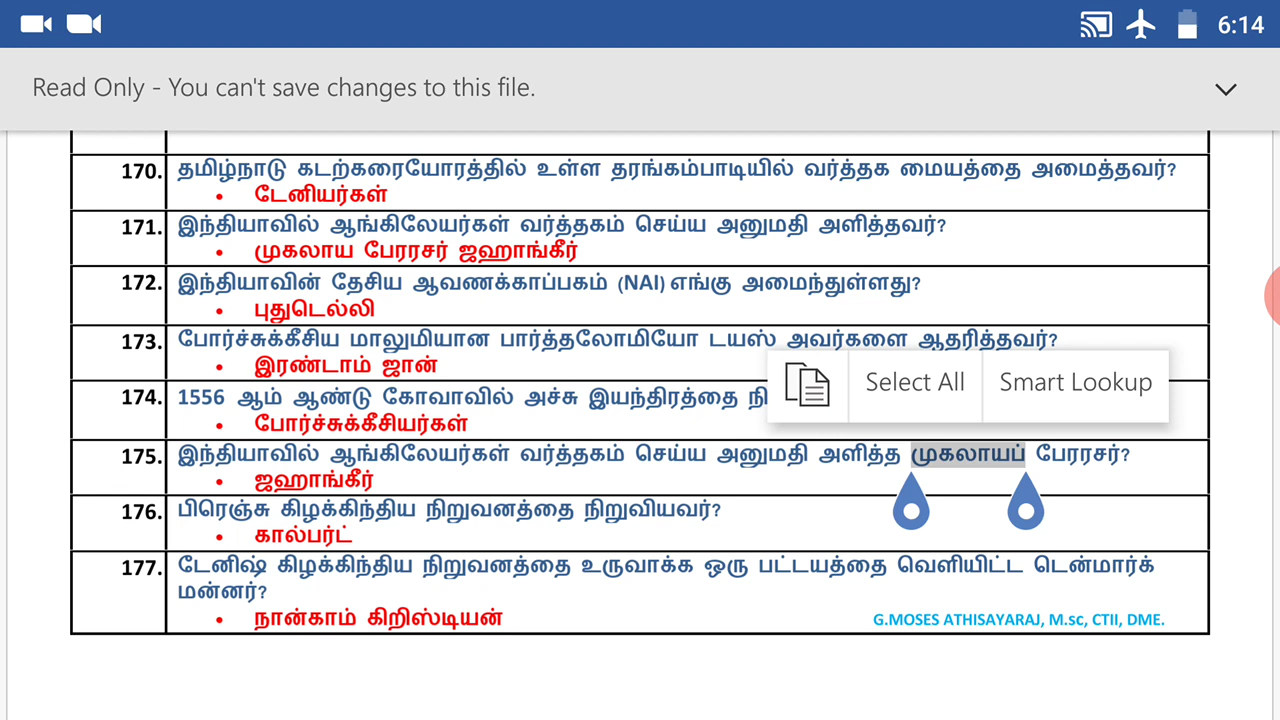 6:14
Read Only - You can't save changes to this file.
170. தமிழ்நாடு கடற்கரையோரத்தில் உள்ள தரங்கம்பாடியில் வர்த்தக மையத்தை அமைத்தவர்?
• டேனியர்கள்
171. இந்தியாவில் ஆங்கிலேயர்கள் வர்த்தகம் செய்ய அனுமதி அளித்தவர்?
• முகலாய பேரரசர் ஜஹாங்கீர்
172. இந்தியாவின் தேசிய ஆவணக்காப்பகம் (NAI) எங்கு அமைந்துள்ளது?
• புதுடெல்லி
173. போர்ச்சுக்கீசிய மாலுமியான பார்த்தலோமியோ டயஸ் அவர்களை ஆதரித்தவர்?
• இரண்டாம் ஜான்
Select All Smart Lookup
174. 1556 ஆம் ஆண்டு கோவாவில் அச்சு இயந்திரத்தை
• போர்ச்சுக்கீசியர்கள்
175. இந்தியாவில் ஆங்கிலேயர்கள் வர்த்தகம் செய்ய அனுமதி அளித்த முகலாயப் பேரரசர்?
• ஜஹாங்கீர்
176. பிரெஞ்சு கிழக்கிந்திய நிறுவனத்தை நிறுவியவர்?
• கால்பர்ட்
177. டேனிஷ் கிழக்கிந்திய நிறுவனத்தை உருவாக்க ஒரு பட்டயத்தை வெளியிட்ட டென்மார்க்
மன்னர்?
• நான்காம் கிறிஸ்டியன்
G.MOSES ATHISAYARAJ, M.sc, CTII, DME.